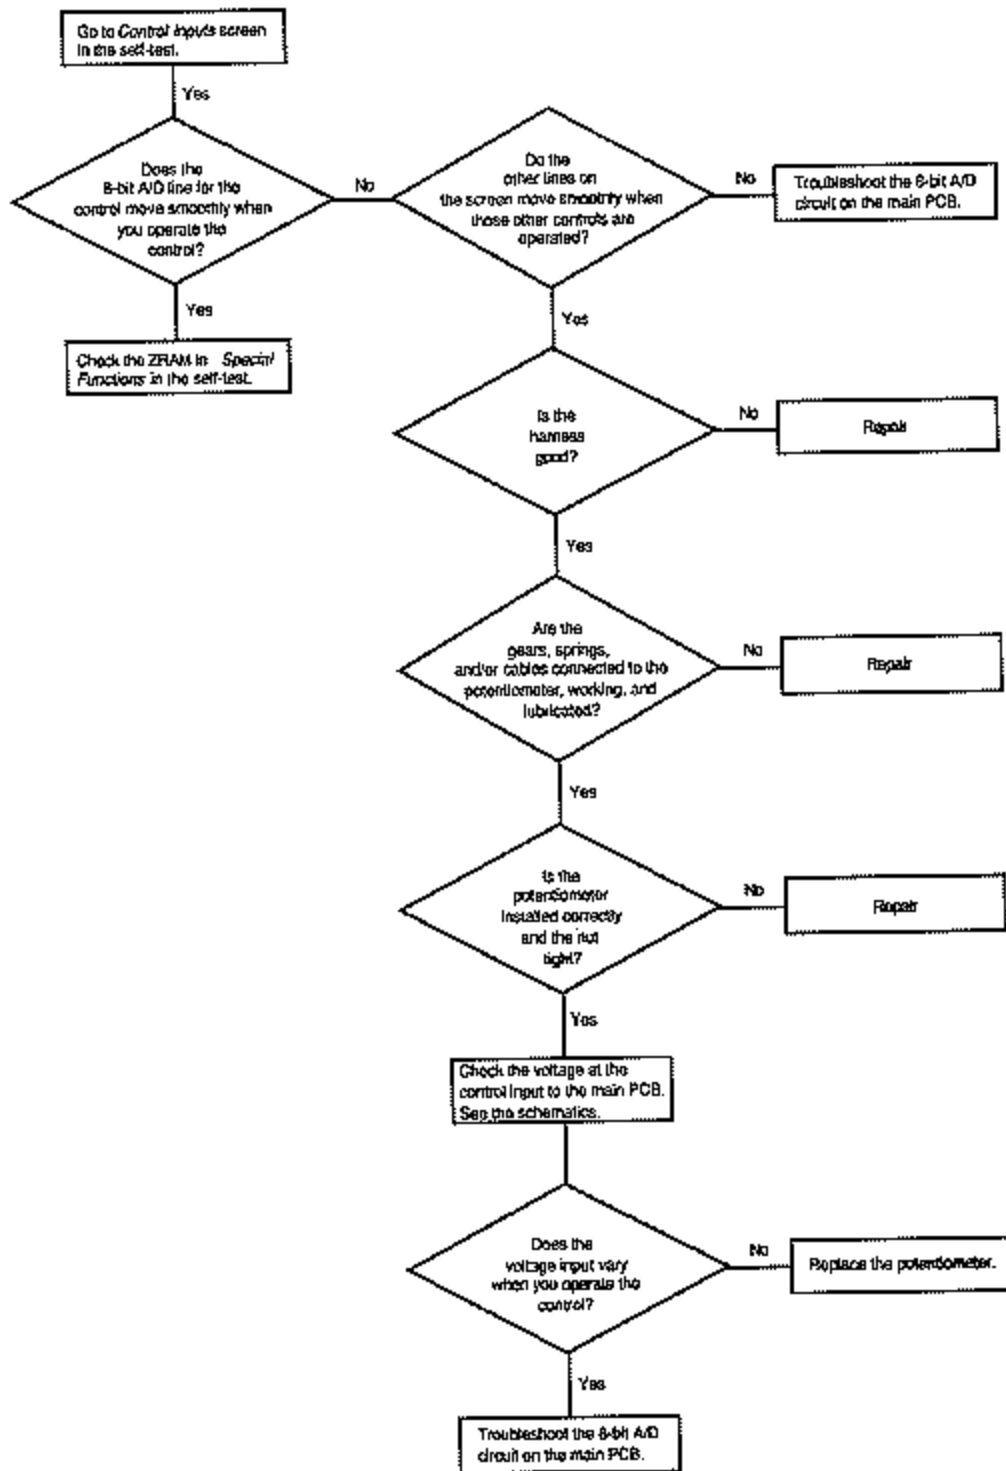 Go to Control Inputs screen
in the self-test.
Yes
Does the
8-bit A/D line for the
control move smoothly when
you operate the
control?
No
Do the
other lines on
the screen move smoothly when
those other controls are
operated?
No
Troubleshoot the 8-bit A/D
circuit on the main PCB.
Yes
Check the ZRAM in Special
Functions in the self-test.
Yes
Is the
harness
good?
No
Repair
Yes
Are the
gears, springs,
and/or cables connected to the
potentiometer, working, and
lubricated?
No
Repair
Yes
Is the
potentiometer
installed correctly
and the nut
tight?
No
Repair
Yes
Check the voltage at the
control input to the main PCB.
See the schematics.
Does the
voltage input vary
when you operate the
control?
No
Replace the potentiometer.
Yes
Troubleshoot the 8-bit A/D
circuit on the main PCB.